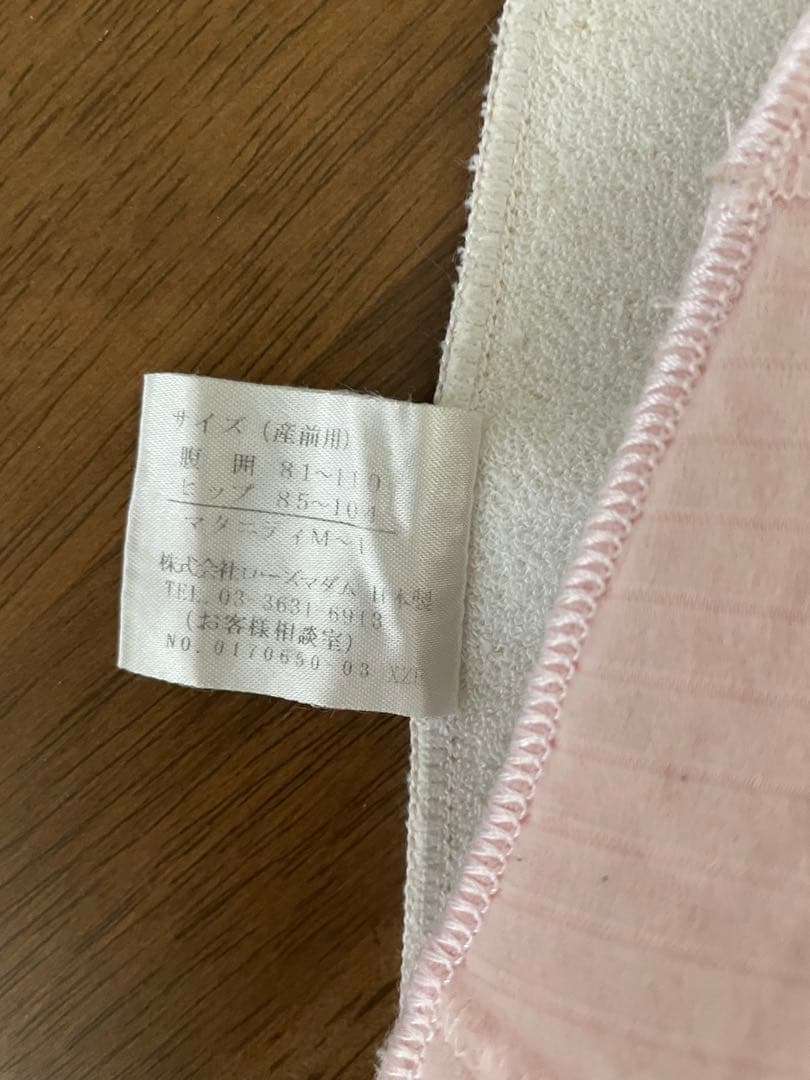 サイズ (産前用)
腹 囲 81~110
ヒップ 85~104
マタニティM~L
株式会社ローズマダム 日本製
TEL. 03-3631-6913
(お客様相談室)
NO. 0170650-03